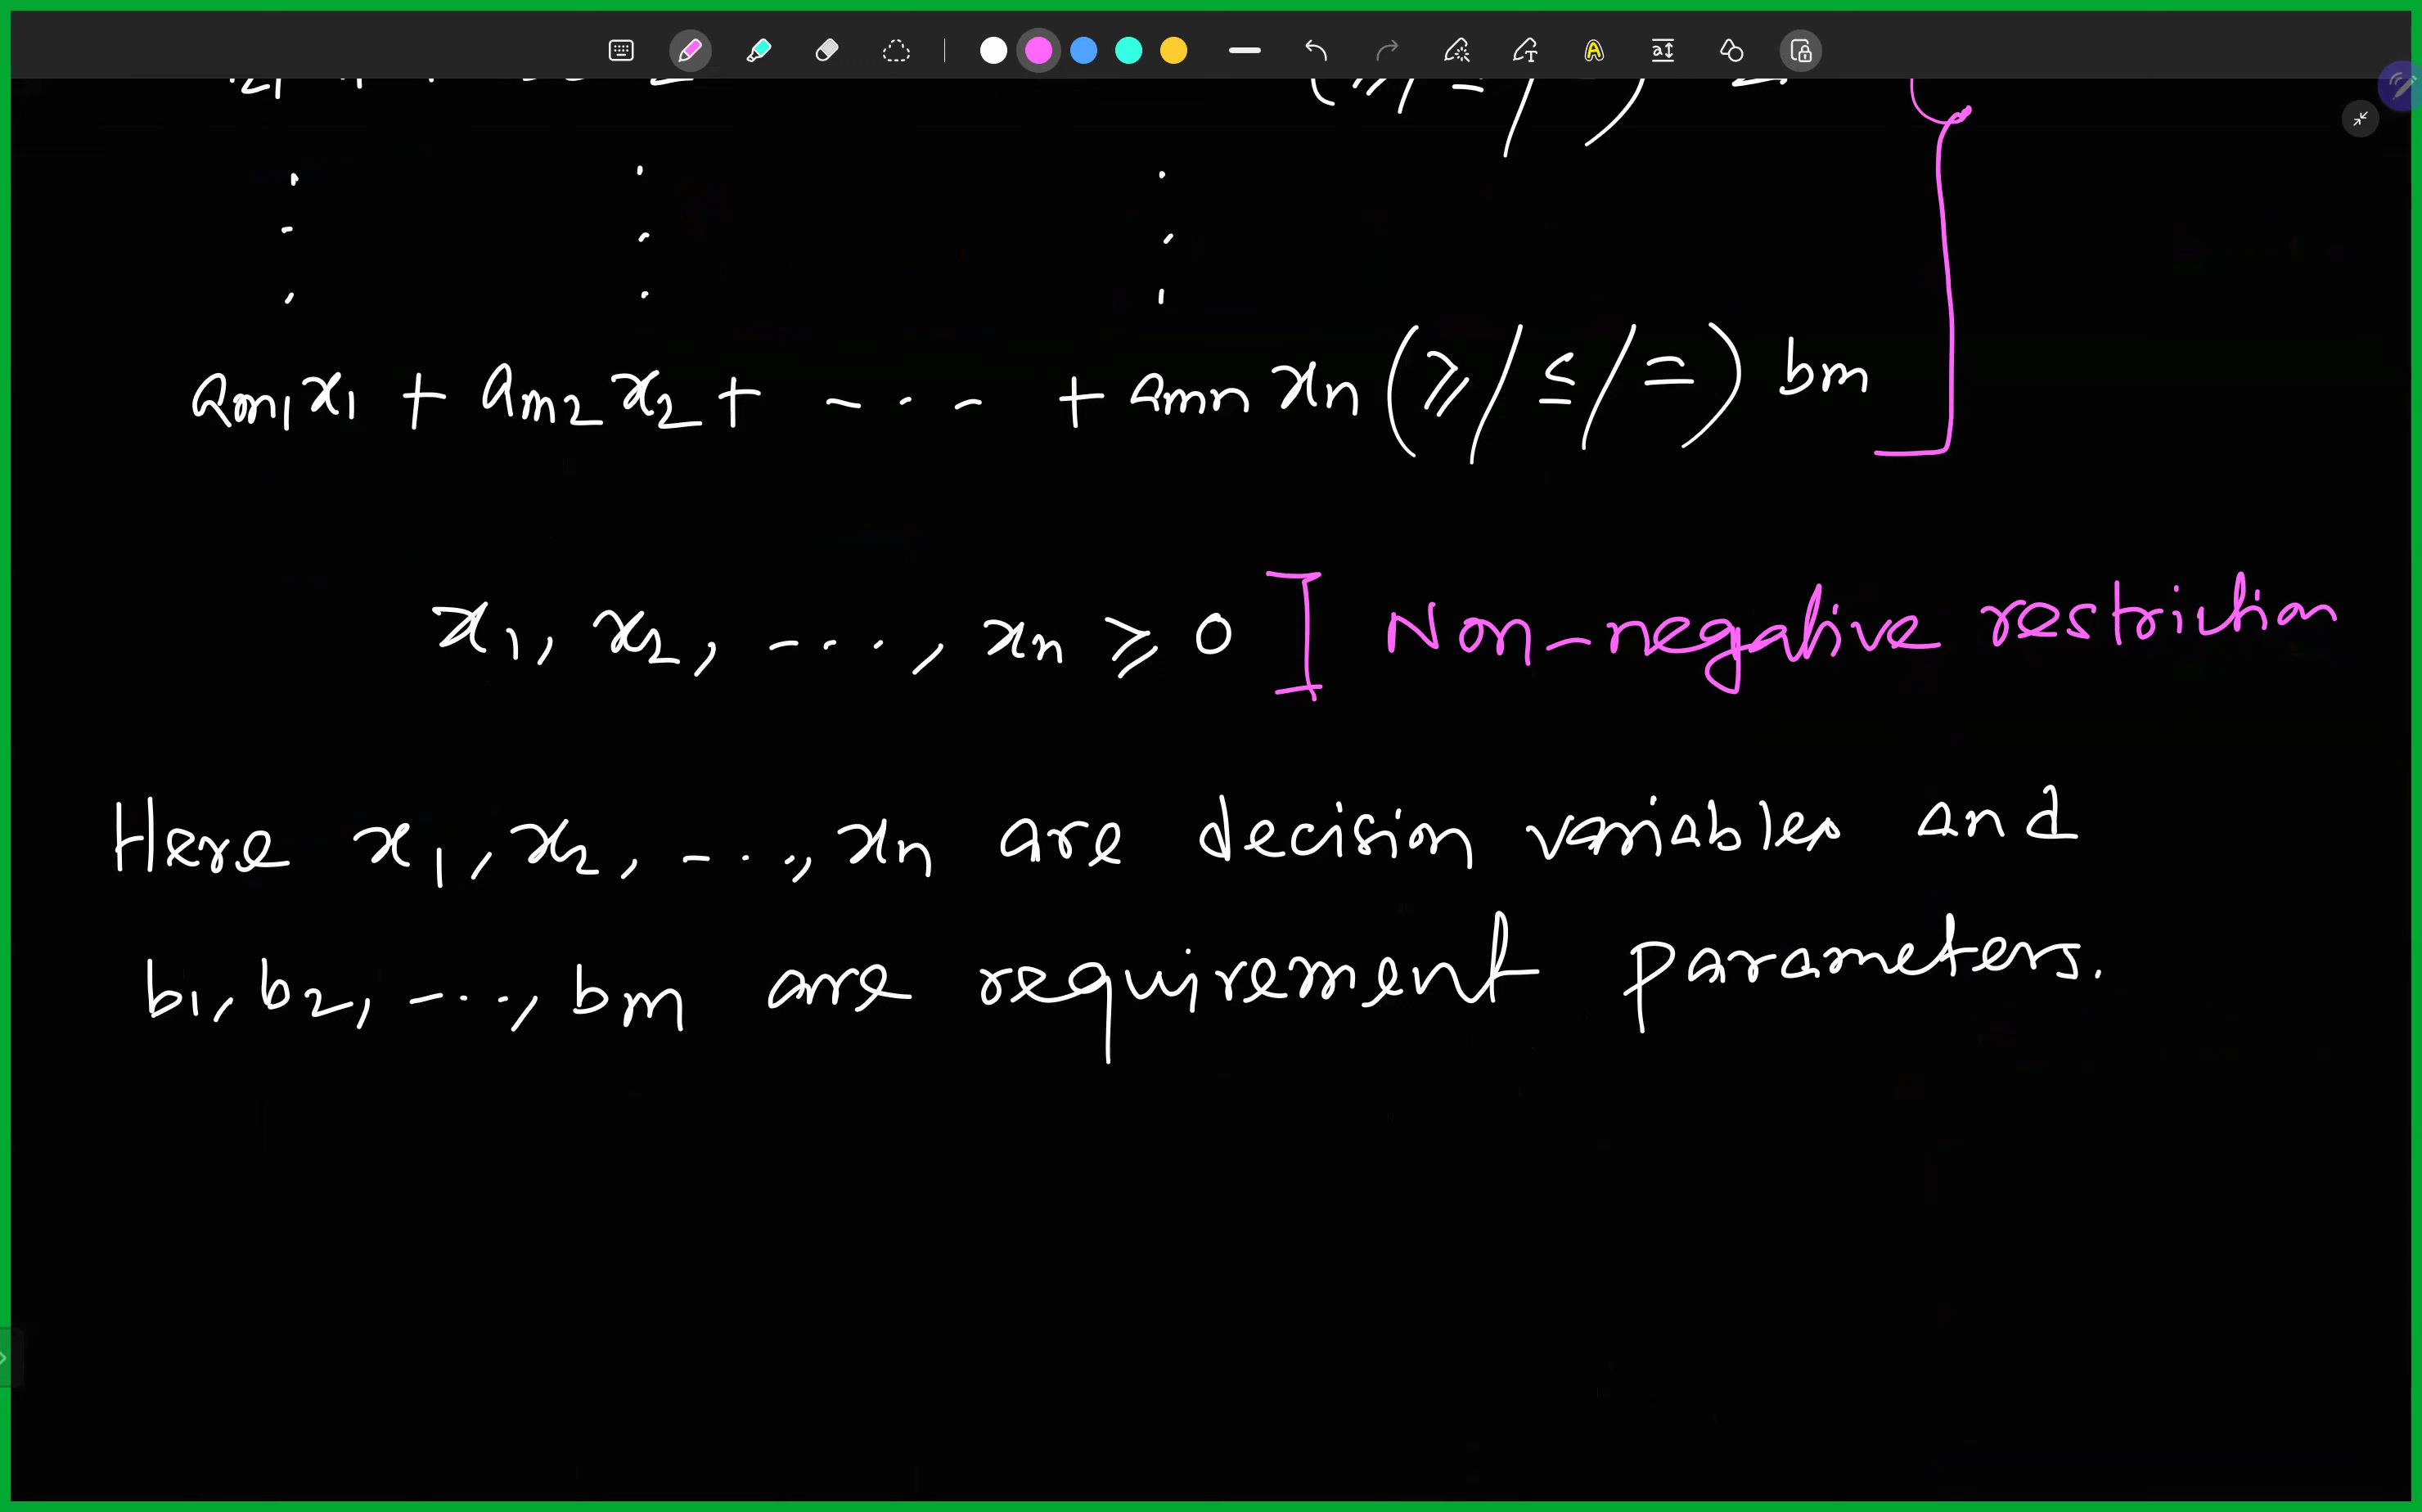 am1x1 + am2x2 + - - - + amn xn (≥/≤/=) bm
x1, x2, - - - -, xn ≥ 0 ] Non-negative restriction
Here x1, x2, - - -, xn are decision variables and
b1, b2, - - -, bm are requirement parameters.